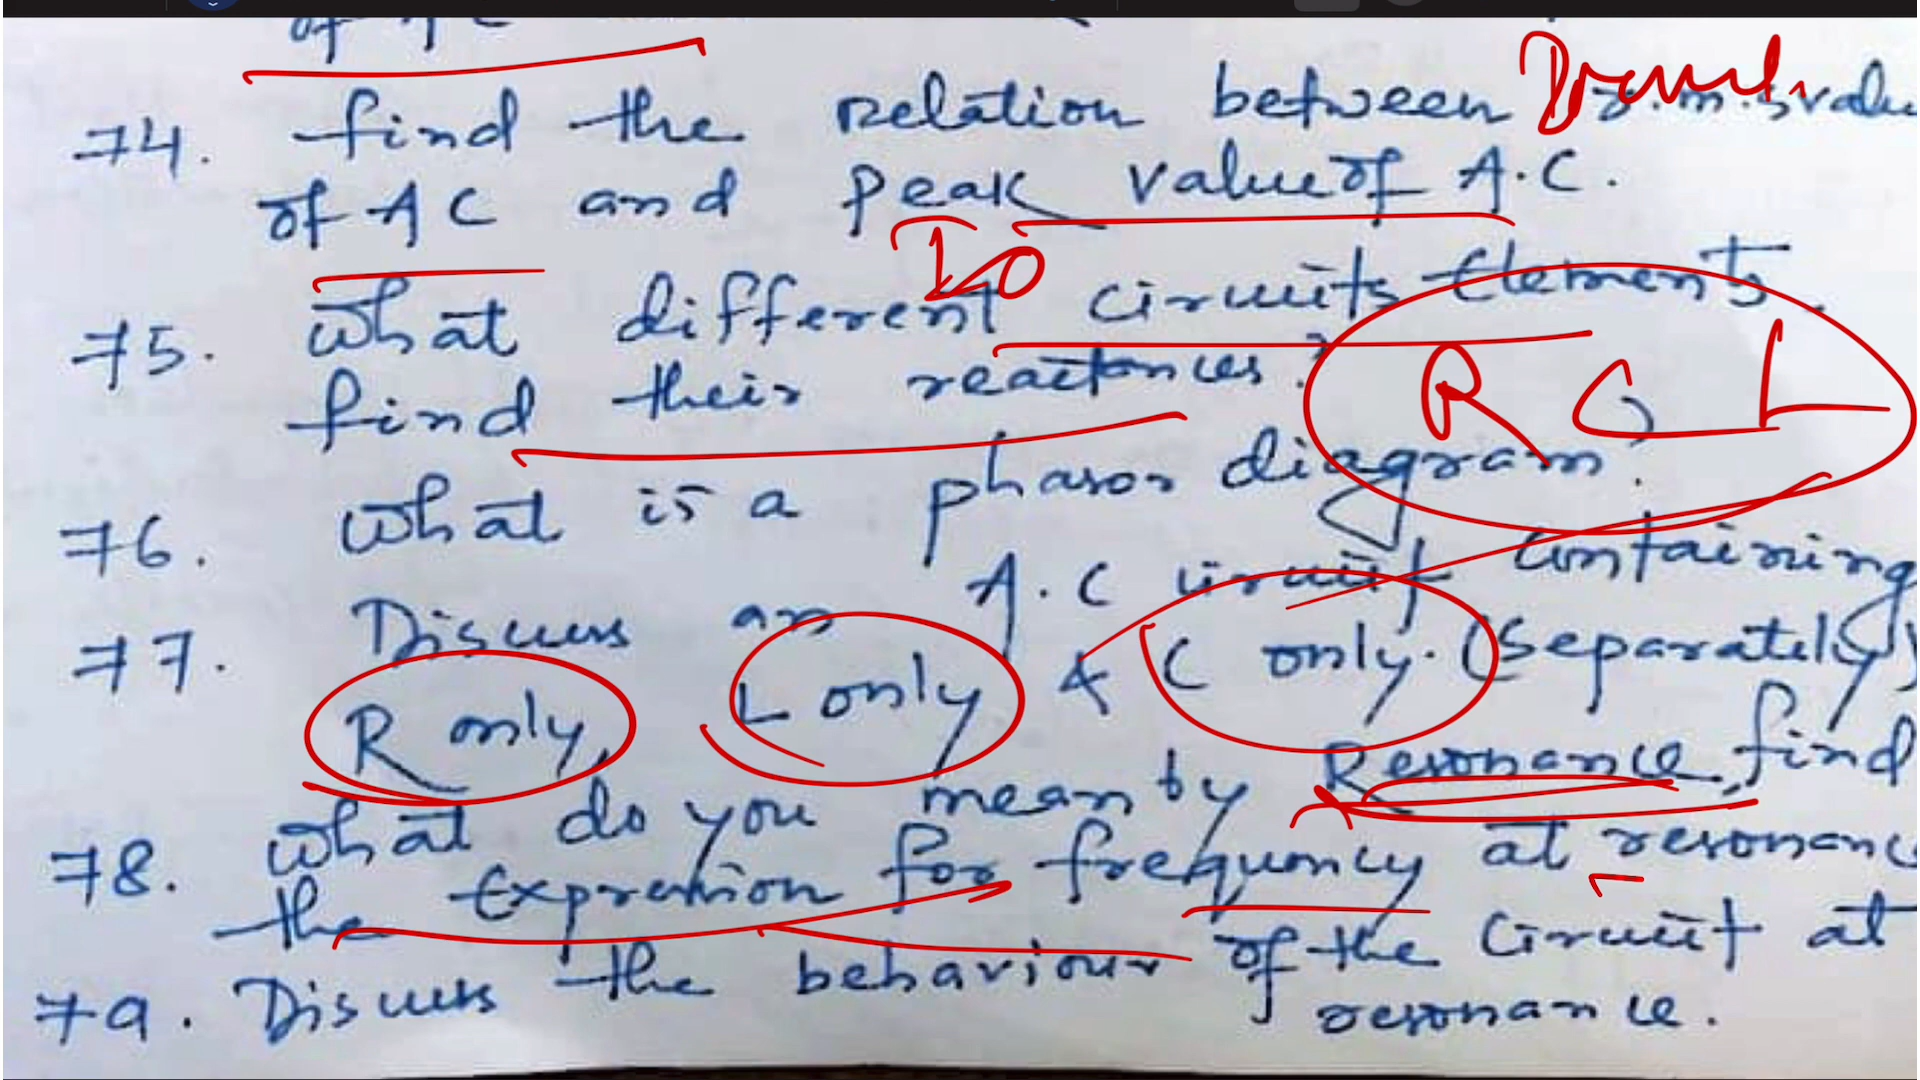 of AC
74. find the relation between r.m.s value
of AC and peak value of A.C.
I0
75. What different circuits Elements.
find their reactances?
R C L
76. What is a phasor diagram?
77. Discuss an A.C circuit containing
R only, L only & C only. (Separately)
78. What do you mean by Resonance, find
the Expression for frequency at resonance
79. Discuss the behaviour of the circuit at
resonance.